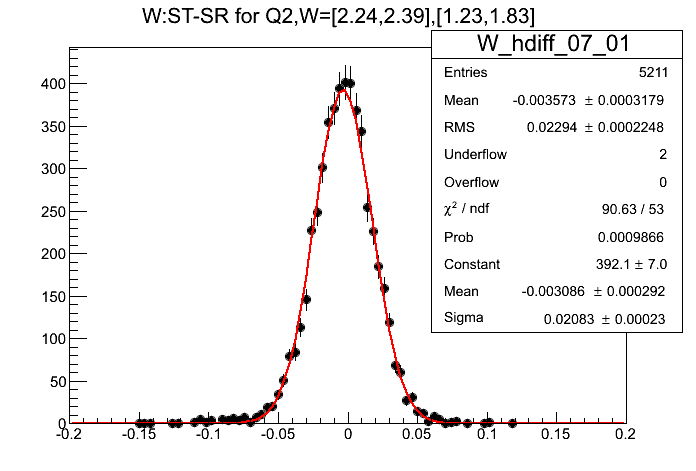 W:ST-SR for Q2,W=[2.24,2.39],[1.23,1.83]
W_hdiff_07_01
Entries 5211
Mean -0.003573 ± 0.0003179
RMS 0.02294 ± 0.0002248
Underflow 2
Overflow 0
χ² / ndf 90.63 / 53
Prob 0.0009866
Constant 392.1 ± 7.0
Mean -0.003086 ± 0.000292
Sigma 0.02083 ± 0.00023
400
350
300
250
200
150
100
50
0
-0.2 -0.15 -0.1 -0.05 0 0.05 0.1 0.15 0.2